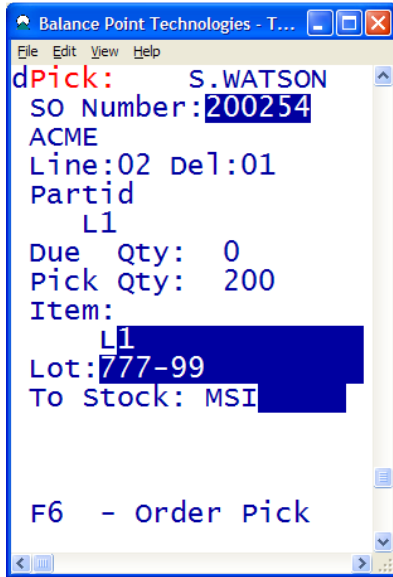 Balance Point Technologies - T...
File Edit View Help
dPick: S.WATSON
SO Number:200254
ACME
Line:02 Del:01
Partid
L1
Due Qty: 0
Pick Qty: 200
Item:
L1
Lot:777-99
To Stock: MSI
F6 - Order Pick